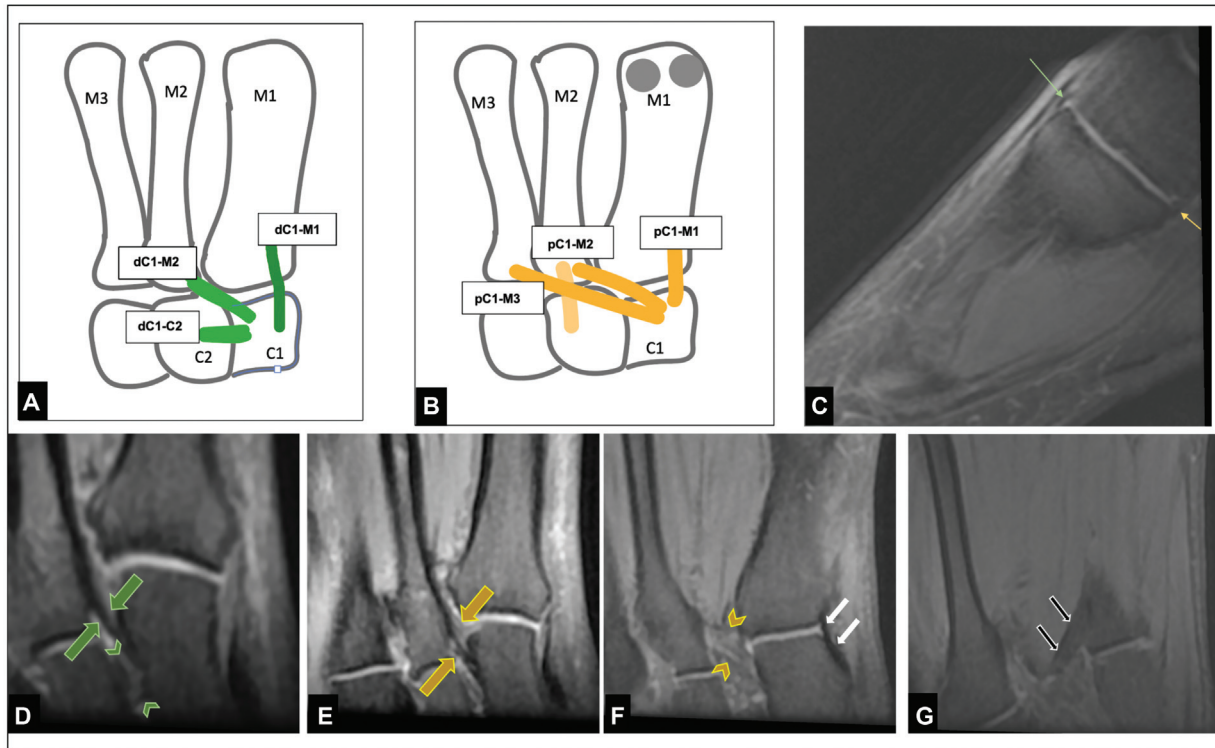 M3
M2
M1
dC1-M1
dC1-M2
dC1-C2
C2
C1
A
M3
M2
M1
pC1-M2
pC1-M1
pC1-M3
C1
B
C
D
E
F
G